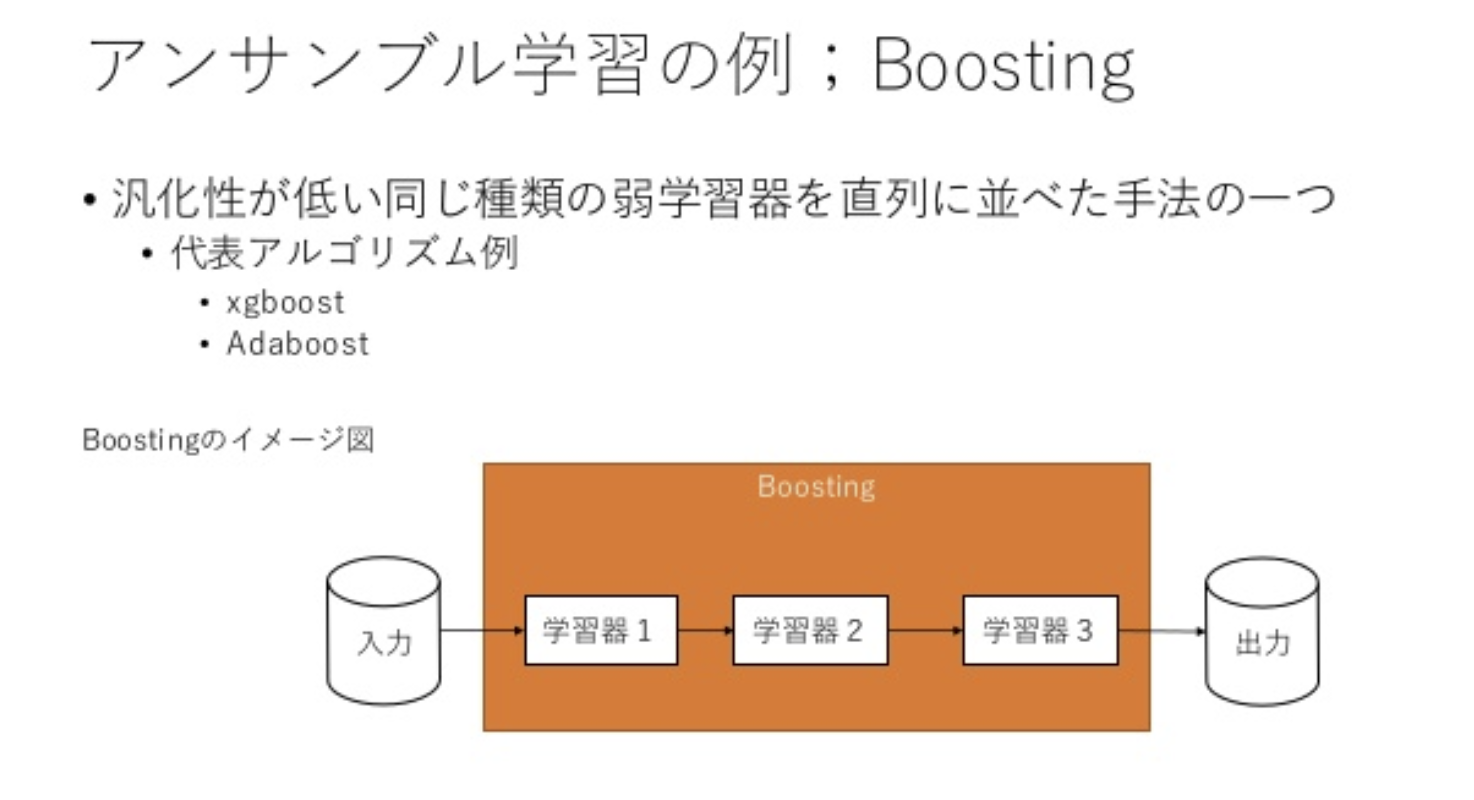 アンサンブル学習の例；Boosting
• 汎化性が低い同じ種類の弱学習器を直列に並べた手法の一つ
• 代表アルゴリズム例
• xgboost
• Adaboost
Boostingのイメージ図
Boosting
入力
学習器 1
学習器 2
学習器 3
出力